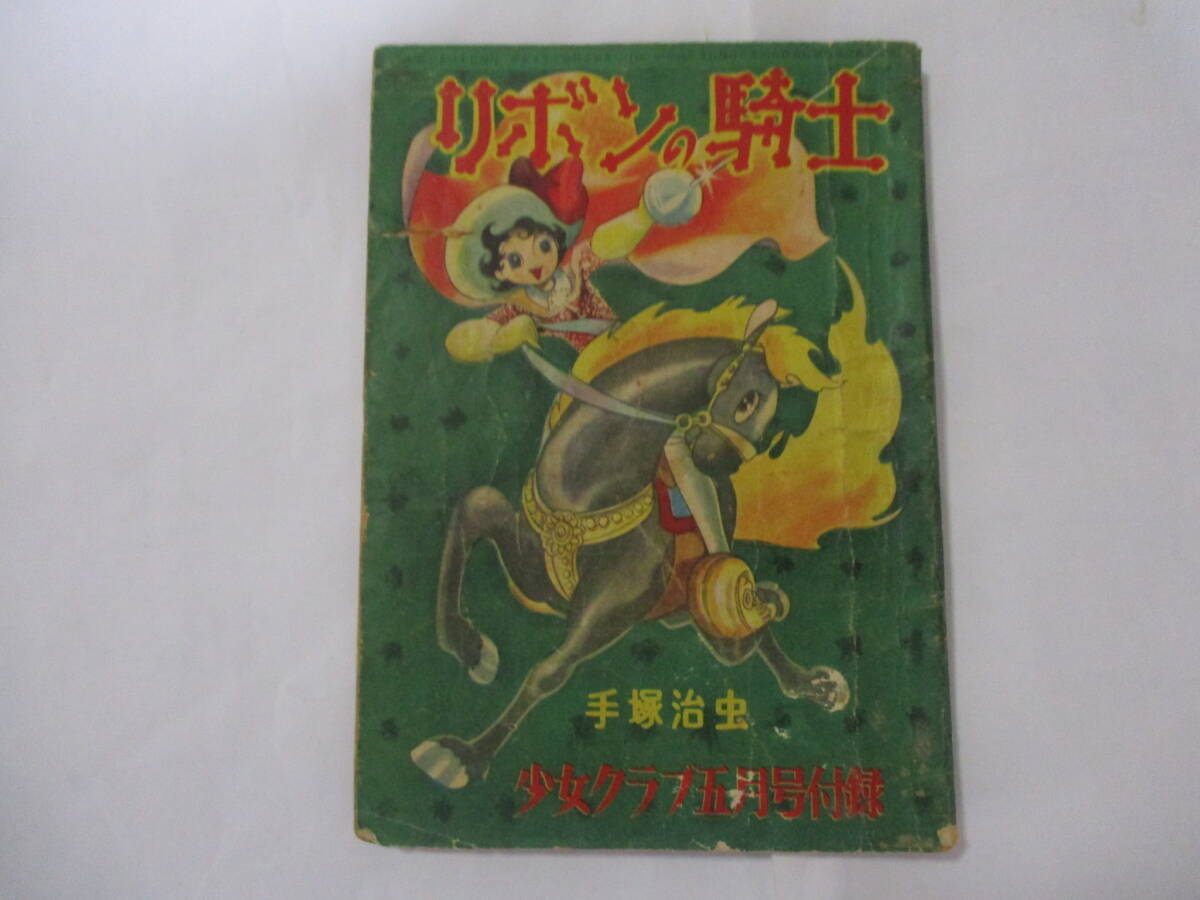 リボンの騎士
手塚治虫
少女クラブ五月号付録